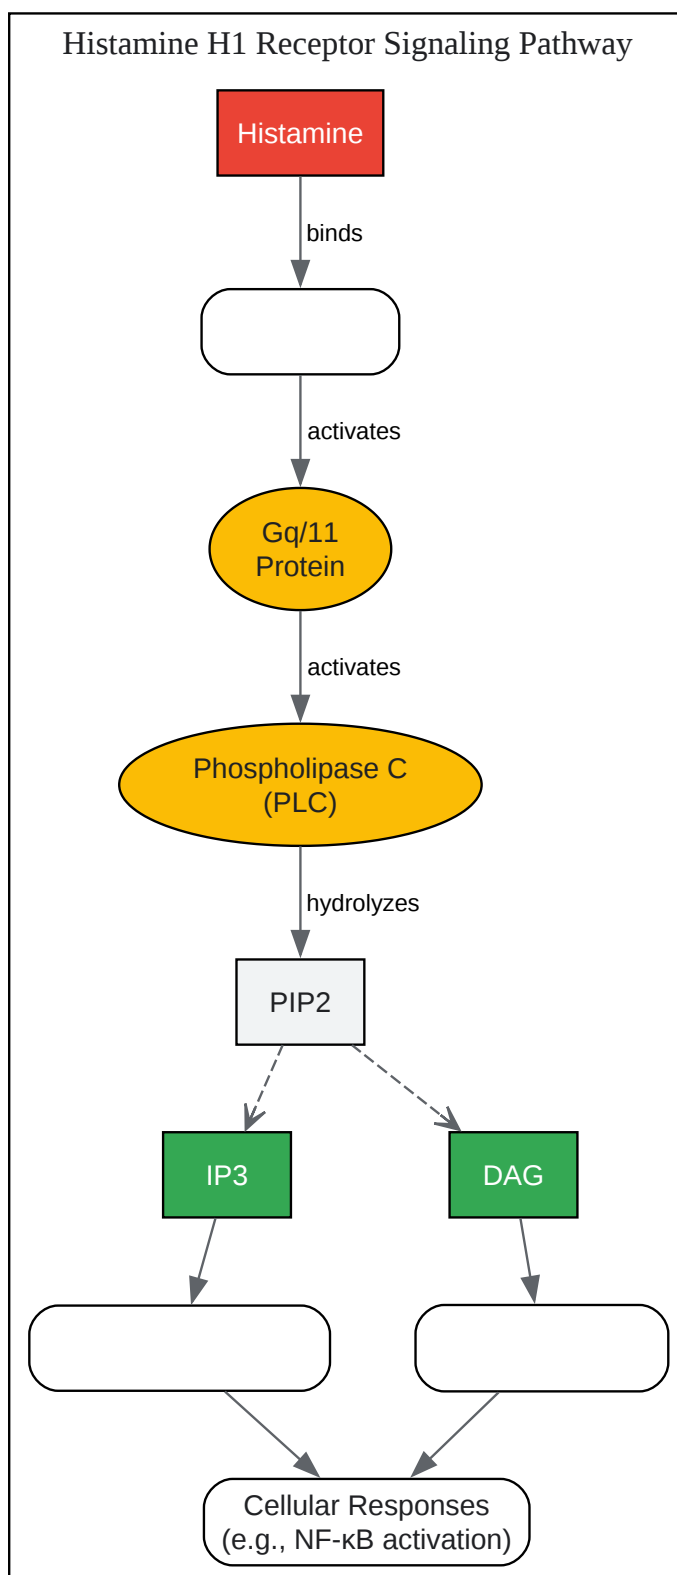 Histamine H1 Receptor Signaling Pathway
Histamine
binds
activates
Gq/11
Protein
activates
Phospholipase C
(PLC)
hydrolyzes
PIP2
IP3
DAG
Cellular Responses
(e.g., NF-κB activation)